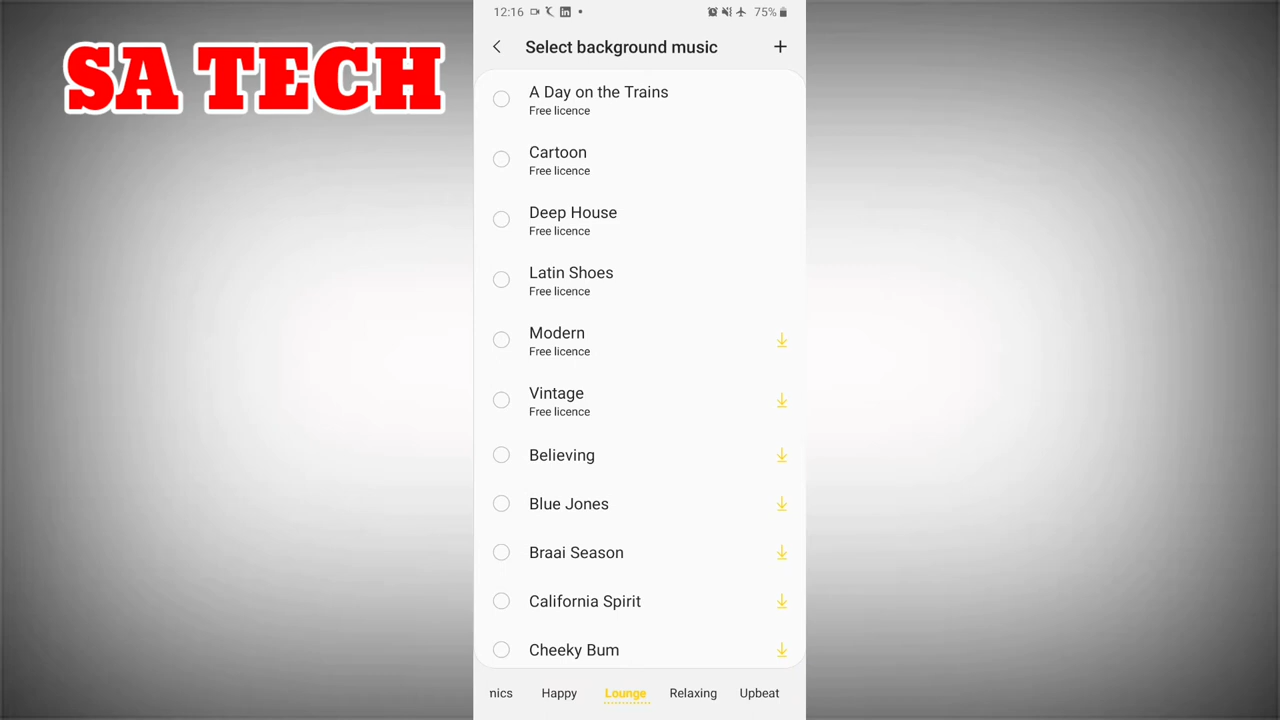 SA TECH
12:16
75%
Select background music
A Day on the Trains
Free licence
Cartoon
Free licence
Deep House
Free licence
Latin Shoes
Free licence
Modern
Free licence
Vintage
Free licence
Believing
Blue Jones
Braai Season
California Spirit
Cheeky Bum
nics Happy Lounge Relaxing Upbeat